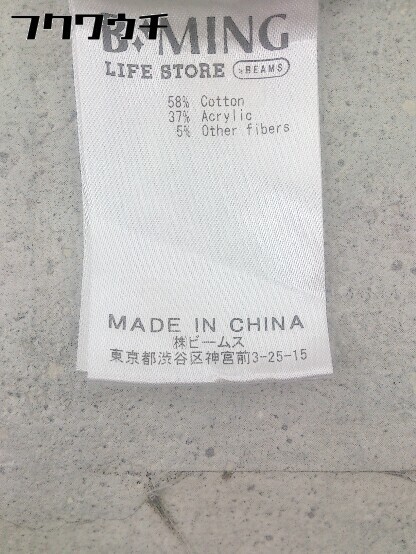 フクワウチ
B:MING
LIFE STORE by BEAMS
58% Cotton
37% Acrylic
5% Other fibers
MADE IN CHINA
㈱ビームス
東京都渋谷区神宮前3-25-15